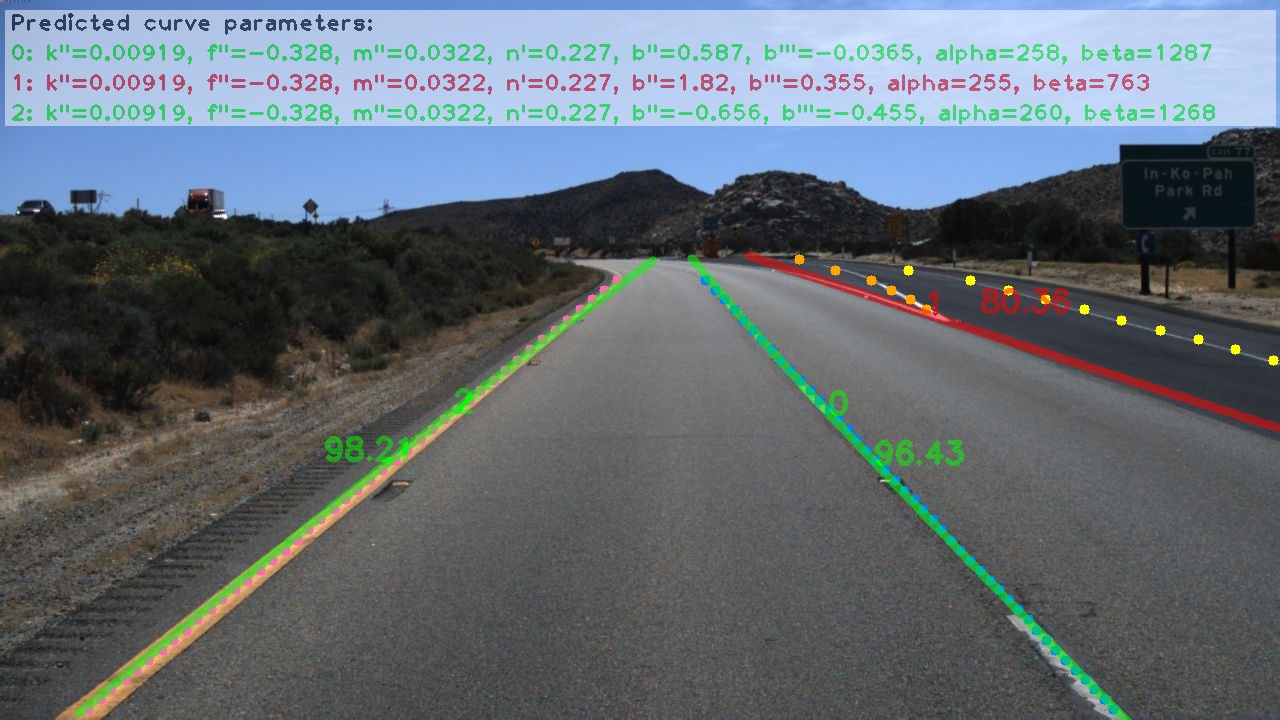 Predicted curve parameters:
0: k''=0.00919, f''=-0.328, m''=0.0322, n'=0.227, b''=0.587, b'''=-0.0365, alpha=258, beta=1287
1: k''=0.00919, f''=-0.328, m''=0.0322, n'=0.227, b''=1.82, b'''=0.355, alpha=255, beta=763
2: k''=0.00919, f''=-0.328, m''=0.0322, n'=0.227, b''=-0.656, b'''=-0.455, alpha=260, beta=1268
EXIT 77
In-Ko-Pah
Park Rd
1 80.36
2 0
98.21 96.43